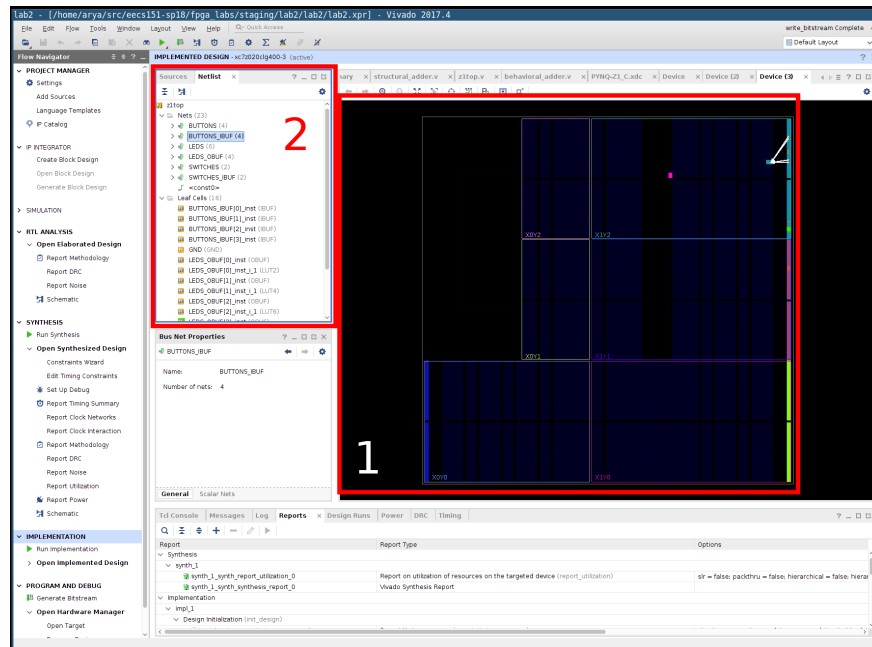 lab2 - [/home/arya/src/eecs151-sp18/fpga_labs/staging/lab2/lab2/lab2.xpr] - Vivado 2017.4
File Edit Flow Tools Window Layout View Help Q- Quick Access write_bitstream Complete
Default Layout
Flow Navigator
IMPLEMENTED DESIGN - xc7z020clg400-3 (active)
PROJECT MANAGER
Settings
Add Sources
Language Templates
IP Catalog
IP INTEGRATOR
Create Block Design
Open Block Design
Generate Block Design
SIMULATION
RTL ANALYSIS
Open Elaborated Design
Report Methodology
Report DRC
Report Noise
Schematic
SYNTHESIS
Run Synthesis
Open Synthesized Design
Constraints Wizard
Edit Timing Constraints
Set Up Debug
Report Timing Summary
Report Clock Networks
Report Clock Interaction
Report Methodology
Report DRC
Report Noise
Report Utilization
Report Power
Schematic
IMPLEMENTATION
Run Implementation
Open Implemented Design
PROGRAM AND DEBUG
Generate Bitstream
Open Hardware Manager
Open Target
Sources Netlist
2
z1top
Nets (23)
BUTTONS (4)
BUTTONS_IBUF (4)
LEDS (6)
LEDS_OBUF (4)
SWITCHES (2)
SWITCHES_IBUF (2)
<const0>
Leaf Cells (16)
BUTTONS_IBUF[0]_inst (IBUF)
BUTTONS_IBUF[1]_inst (IBUF)
BUTTONS_IBUF[2]_inst (IBUF)
BUTTONS_IBUF[3]_inst (IBUF)
GND (GND)
LEDS_OBUF[0]_inst (OBUF)
LEDS_OBUF[0]_inst_i_1 (LUT2)
LEDS_OBUF[1]_inst (OBUF)
LEDS_OBUF[1]_inst_i_1 (LUT4)
LEDS_OBUF[2]_inst (OBUF)
LEDS_OBUF[2]_inst_i_1 (LUT6)
Bus Net Properties
BUTTONS_IBUF
Name: BUTTONS_IBUF
Number of nets: 4
General Scalar Nets
mary structural_adder.v z1top.v behavioral_adder.v PYNQ-Z1_C.xdc Device Device (2) Device (3)
X0Y2 X1Y2
X0Y1 X1Y1
X0Y0 X1Y0
1
Tcl Console Messages Log Reports Design Runs Power DRC Timing
Report Report Type Options
Synthesis
synth_1
synth_1_synth_report_utilization_0 Report on utilization of resources on the targeted device (report_utilization) slr = false; packthru = false; hierarchical = false; hierar
synth_1_synth_synthesis_report_0 Vivado Synthesis Report
Implementation
impl_1
Design Initialization (init_design)